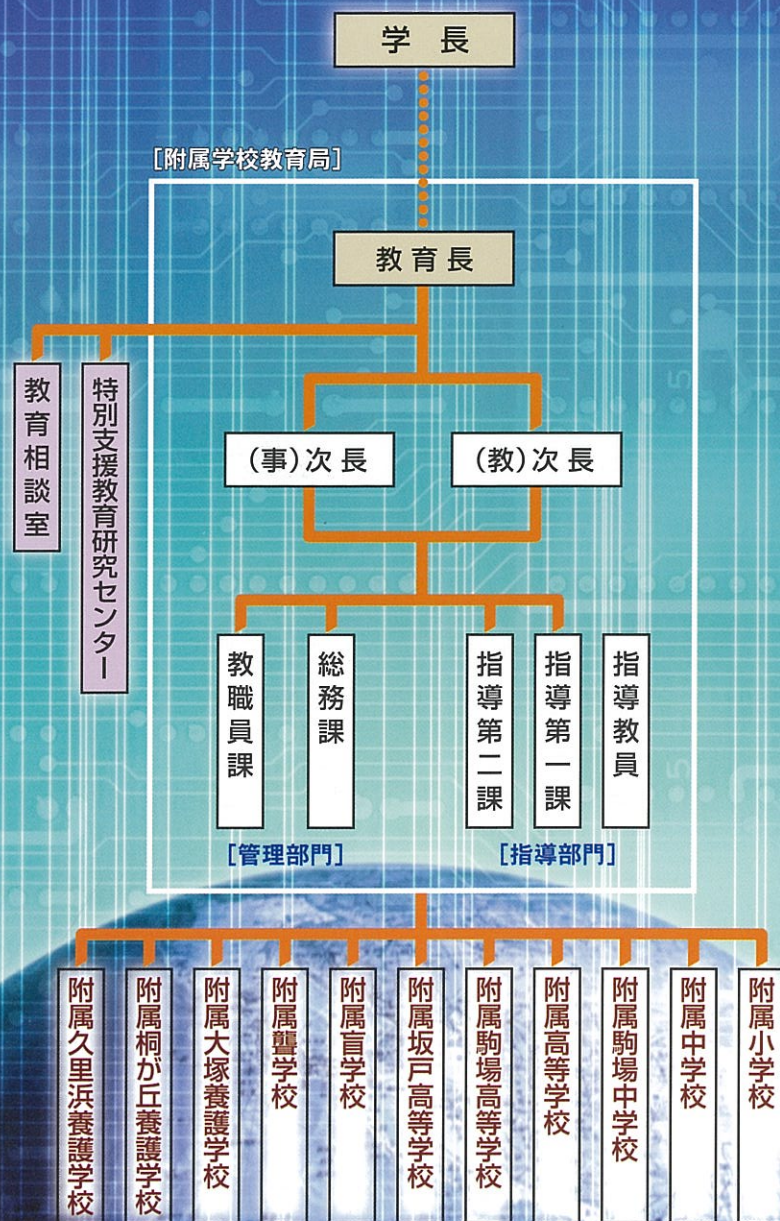 学 長
[附属学校教育局]
教 育 長
教育相談室
特別支援教育研究センター
(事)次 長
(教)次 長
教職員課
総務課
指導第二課
指導第一課
指導教員
[管理部門]
[指導部門]
附属久里浜養護学校
附属桐が丘養護学校
附属大塚養護学校
附属聾学校
附属盲学校
附属坂戸高等学校
附属駒場高等学校
附属高等学校
附属駒場中学校
附属中学校
附属小学校